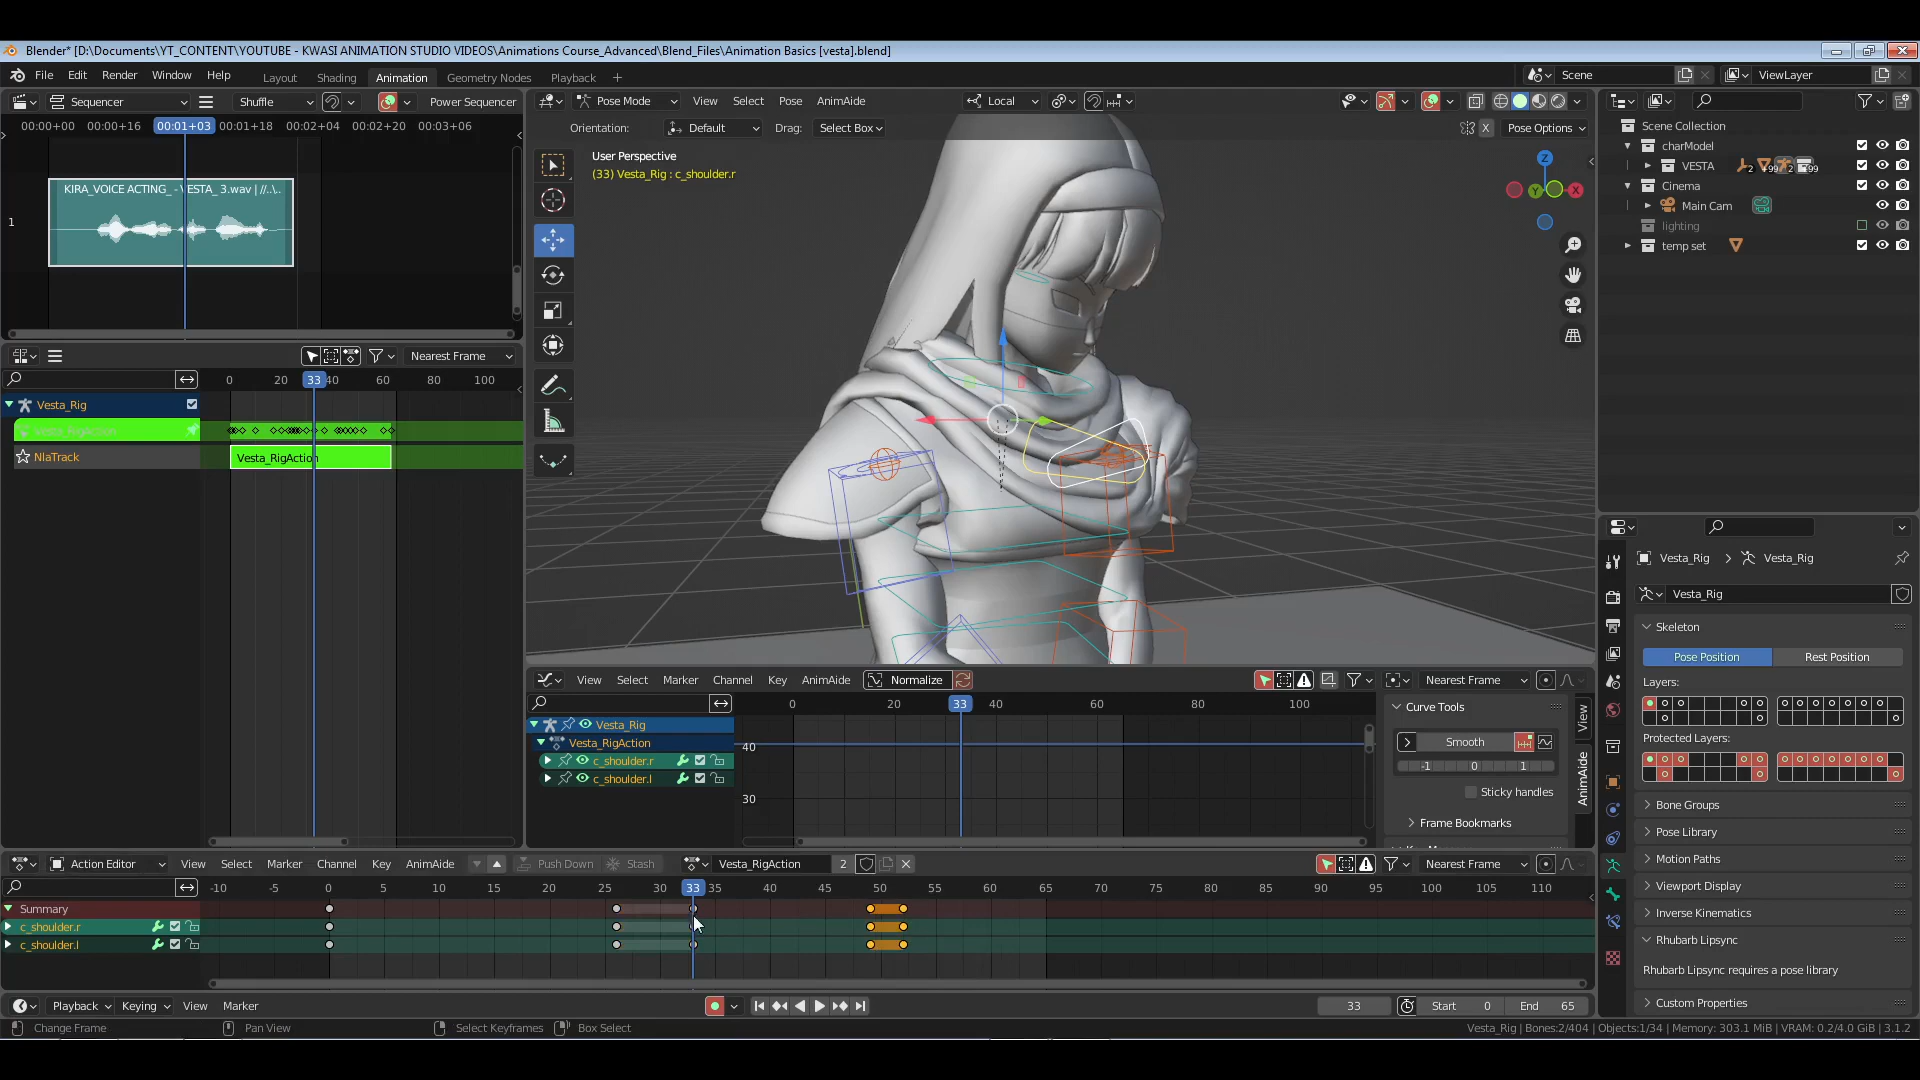 Blender* [D:\Documents\YT_CONTENT\YOUTUBE - KWASI ANIMATION STUDIO VIDEOS\Animations Course_Advanced\Blend_Files\Animation Basics [vesta].blend]
File Edit Render Window Help Layout Shading Animation Geometry Nodes Playback + Scene ViewLayer
Sequencer Shuffle Power Sequencer
00:00+00 00:00+16 00:01+03 00:01+18 00:02+04 00:02+20 00:03+06
KIRA_VOICE ACTING_ - VESTA_ 3.wav | //..\..
1
Nearest Frame
0 20 33 40 60 80 100
Vesta_Rig
Vesta_RigAction
NlaTrack
Vesta_RigAction
Pose Mode View Select Pose AnimAide Local
Orientation: Default Drag: Select Box X Pose Options
User Perspective
(33) Vesta_Rig : c_shoulder.r
Z
Y
X
Scene Collection
charModel
VESTA 2 +99 2 +99
Cinema
Main Cam
lighting
temp set
View Select Marker Channel Key AnimAide Normalize Nearest Frame
0 20 33 40 60 80 100
Vesta_Rig
Vesta_RigAction
c_shoulder.r
c_shoulder.l
40
30
Curve Tools
Smooth
-1 0 1
Sticky handles
Frame Bookmarks
View
AnimAide
Vesta_Rig Vesta_Rig
Vesta_Rig
Skeleton
Pose Position Rest Position
Layers:
Protected Layers:
Bone Groups
Pose Library
Motion Paths
Viewport Display
Inverse Kinematics
Rhubarb Lipsync
Rhubarb Lipsync requires a pose library
Custom Properties
Action Editor View Select Marker Channel Key AnimAide Push Down Stash Vesta_RigAction 2 Nearest Frame
-10 -5 0 5 10 15 20 25 30 33 35 40 45 50 55 60 65 70 75 80 85 90 95 100 105 110
Summary
c_shoulder.r
c_shoulder.l
Playback Keying View Marker 33 Start 0 End 65
Change Frame Pan View Select Keyframes Box Select Vesta_Rig | Bones:2/404 | Objects:1/34 | Memory: 303.1 MiB | VRAM: 0.2/4.0 GiB | 3.1.2